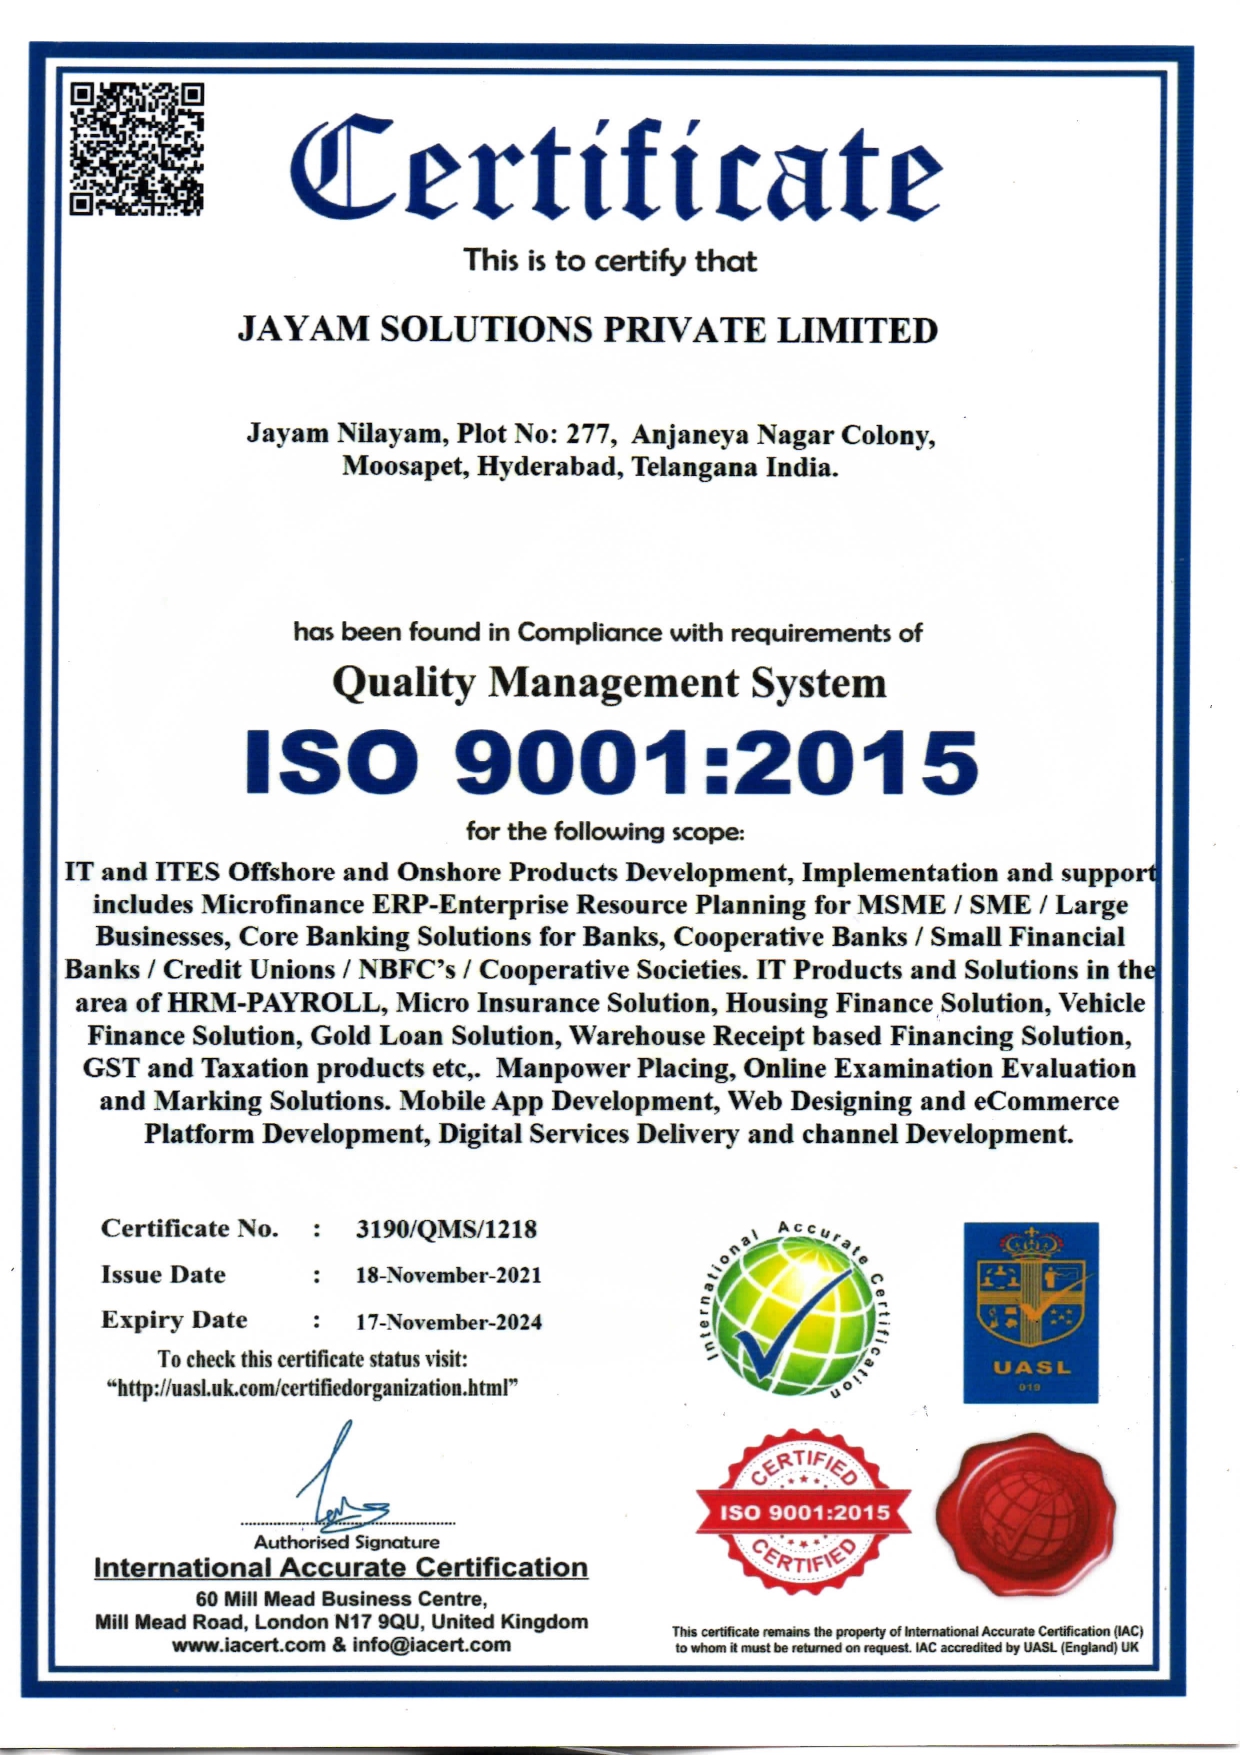 Certificate
This is to certify that
JAYAM SOLUTIONS PRIVATE LIMITED
Jayam Nilayam, Plot No: 277, Anjaneya Nagar Colony,
Moosapet, Hyderabad, Telangana India.
has been found in Compliance with requirements of
Quality Management System
ISO 9001:2015
for the following scope:
IT and ITES Offshore and Onshore Products Development, Implementation and support
includes Microfinance ERP-Enterprise Resource Planning for MSME / SME / Large
Businesses, Core Banking Solutions for Banks, Cooperative Banks / Small Financial
Banks / Credit Unions / NBFC's / Cooperative Societies. IT Products and Solutions in the
area of HRM-PAYROLL, Micro Insurance Solution, Housing Finance Solution, Vehicle
Finance Solution, Gold Loan Solution, Warehouse Receipt based Financing Solution,
GST and Taxation products etc,. Manpower Placing, Online Examination Evaluation
and Marking Solutions. Mobile App Development, Web Designing and eCommerce
Platform Development, Digital Services Delivery and channel Development.
Certificate No. : 3190/QMS/1218
Issue Date : 18-November-2021
Expiry Date : 17-November-2024
To check this certificate status visit:
“http://uasl.uk.com/certifiedorganization.html”
International Accurate Certification
UASL
019
Authorised Signature
International Accurate Certification
60 Mill Mead Business Centre,
Mill Mead Road, London N17 9QU, United Kingdom
www.iacert.com & info@iacert.com
CERTIFIED
ISO 9001:2015
CERTIFIED
This certificate remains the property of International Accurate Certification (IAC)
to whom it must be returned on request. IAC accredited by UASL (England) UK